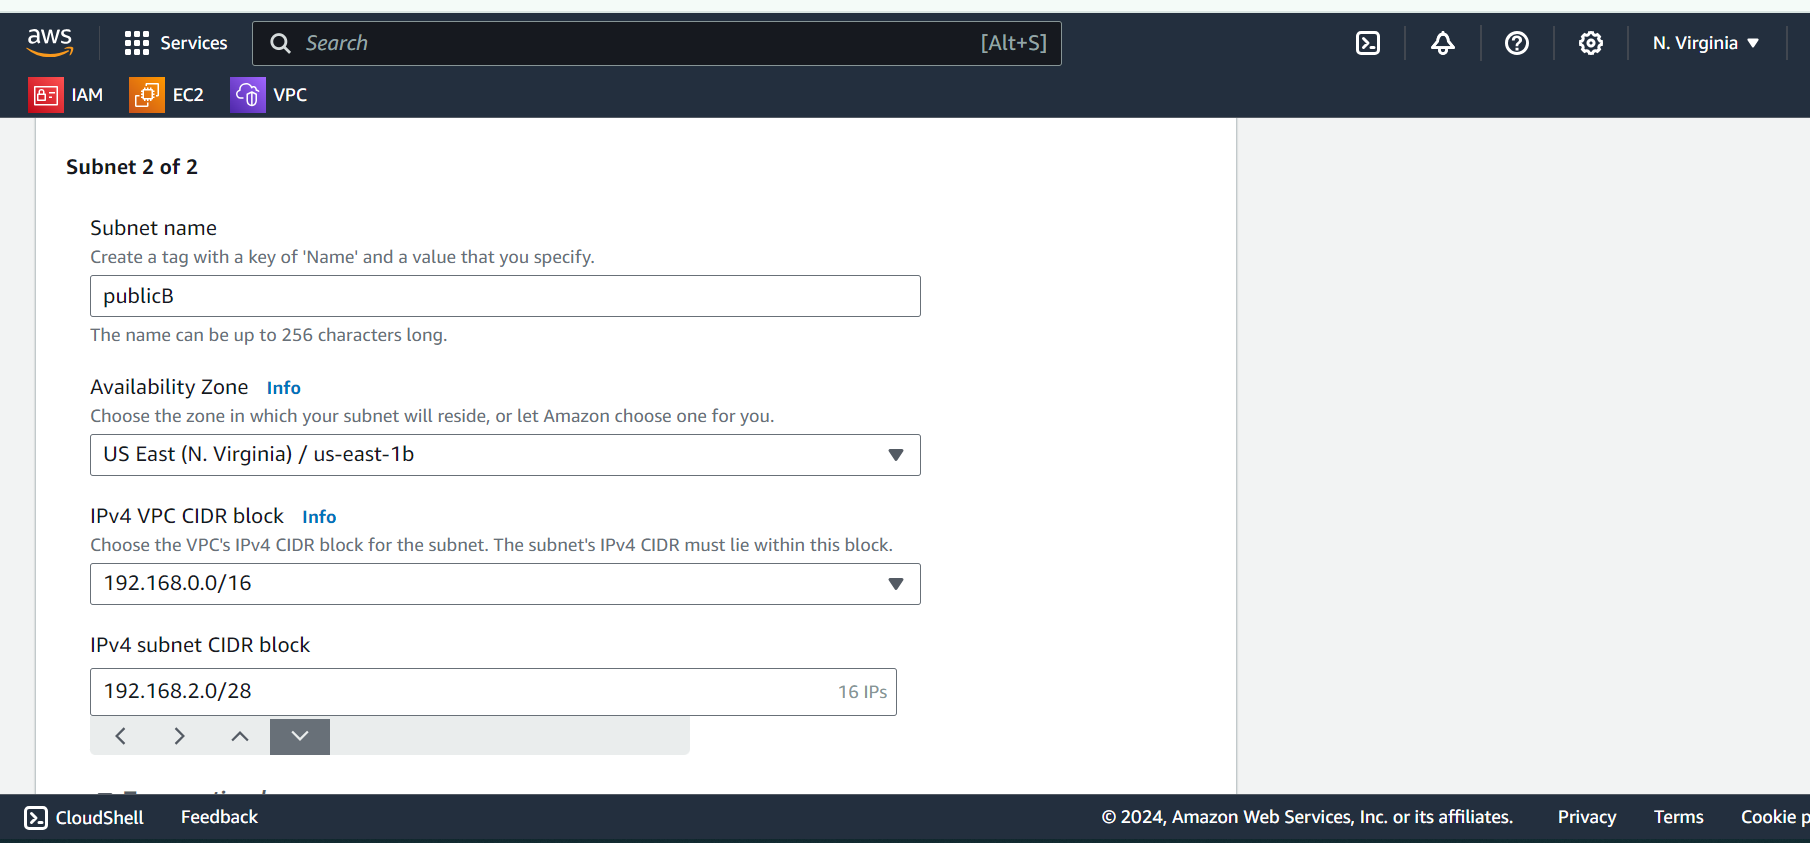 aws
Services
Search
[Alt+S]
N. Virginia
IAM
EC2
VPC
Subnet 2 of 2
Subnet name
Create a tag with a key of 'Name' and a value that you specify.
publicB
The name can be up to 256 characters long.
Availability Zone Info
Choose the zone in which your subnet will reside, or let Amazon choose one for you.
US East (N. Virginia) / us-east-1b
IPv4 VPC CIDR block Info
Choose the VPC's IPv4 CIDR block for the subnet. The subnet's IPv4 CIDR must lie within this block.
192.168.0.0/16
IPv4 subnet CIDR block
192.168.2.0/28
16 IPs
CloudShell
Feedback
© 2024, Amazon Web Services, Inc. or its affiliates.
Privacy
Terms
Cookie p